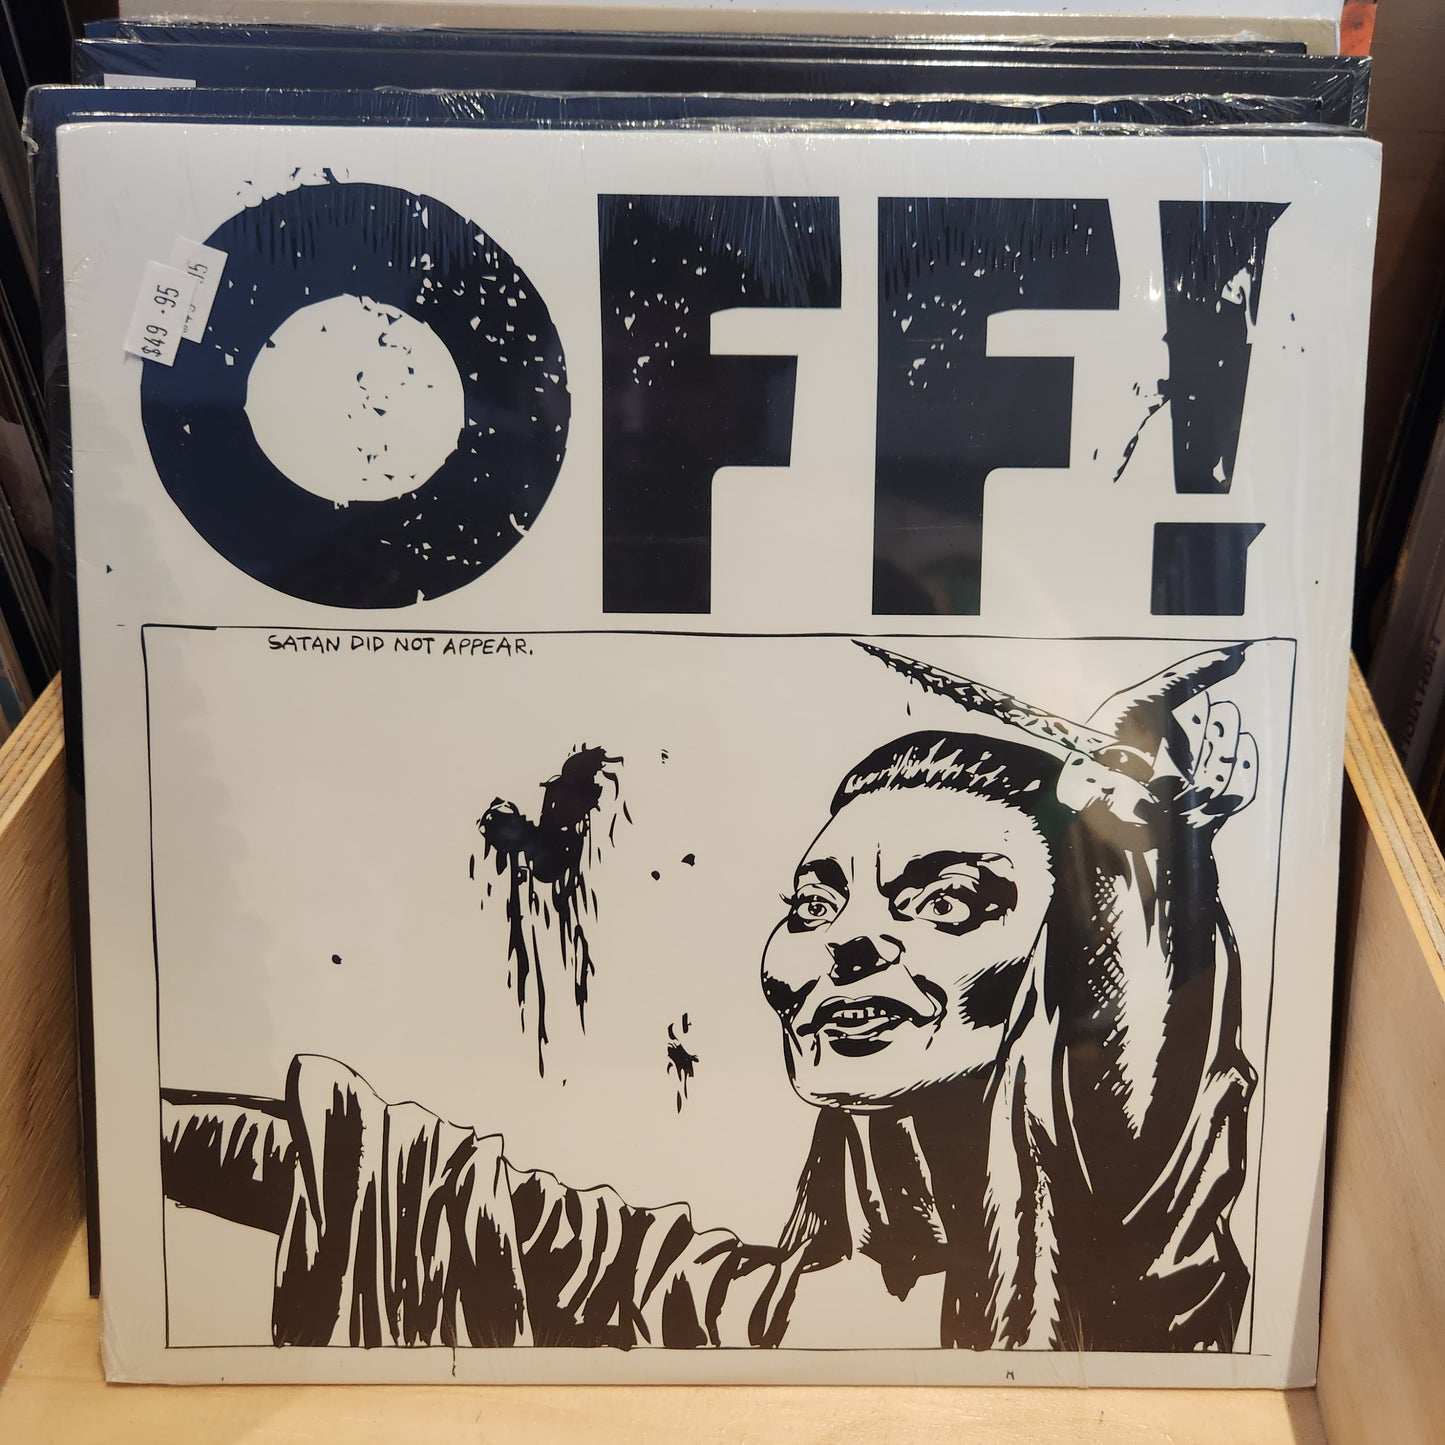 OFF!
$49.95
SATAN DID NOT APPEAR.